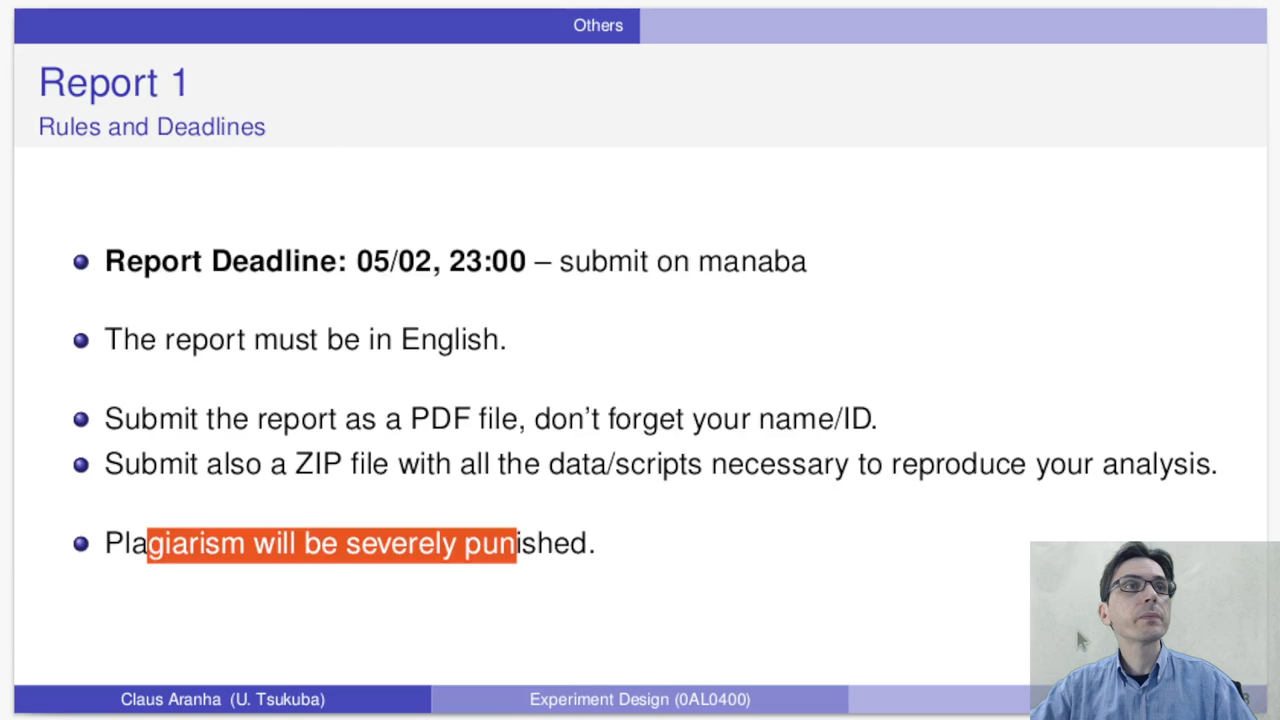 Others
Report 1
Rules and Deadlines
Report Deadline: 05/02, 23:00 – submit on manaba
The report must be in English.
Submit the report as a PDF file, don't forget your name/ID.
Submit also a ZIP file with all the data/scripts necessary to reproduce your analysis.
Plagiarism will be severely punished.
Claus Aranha (U. Tsukuba)
Experiment Design (0AL0400)